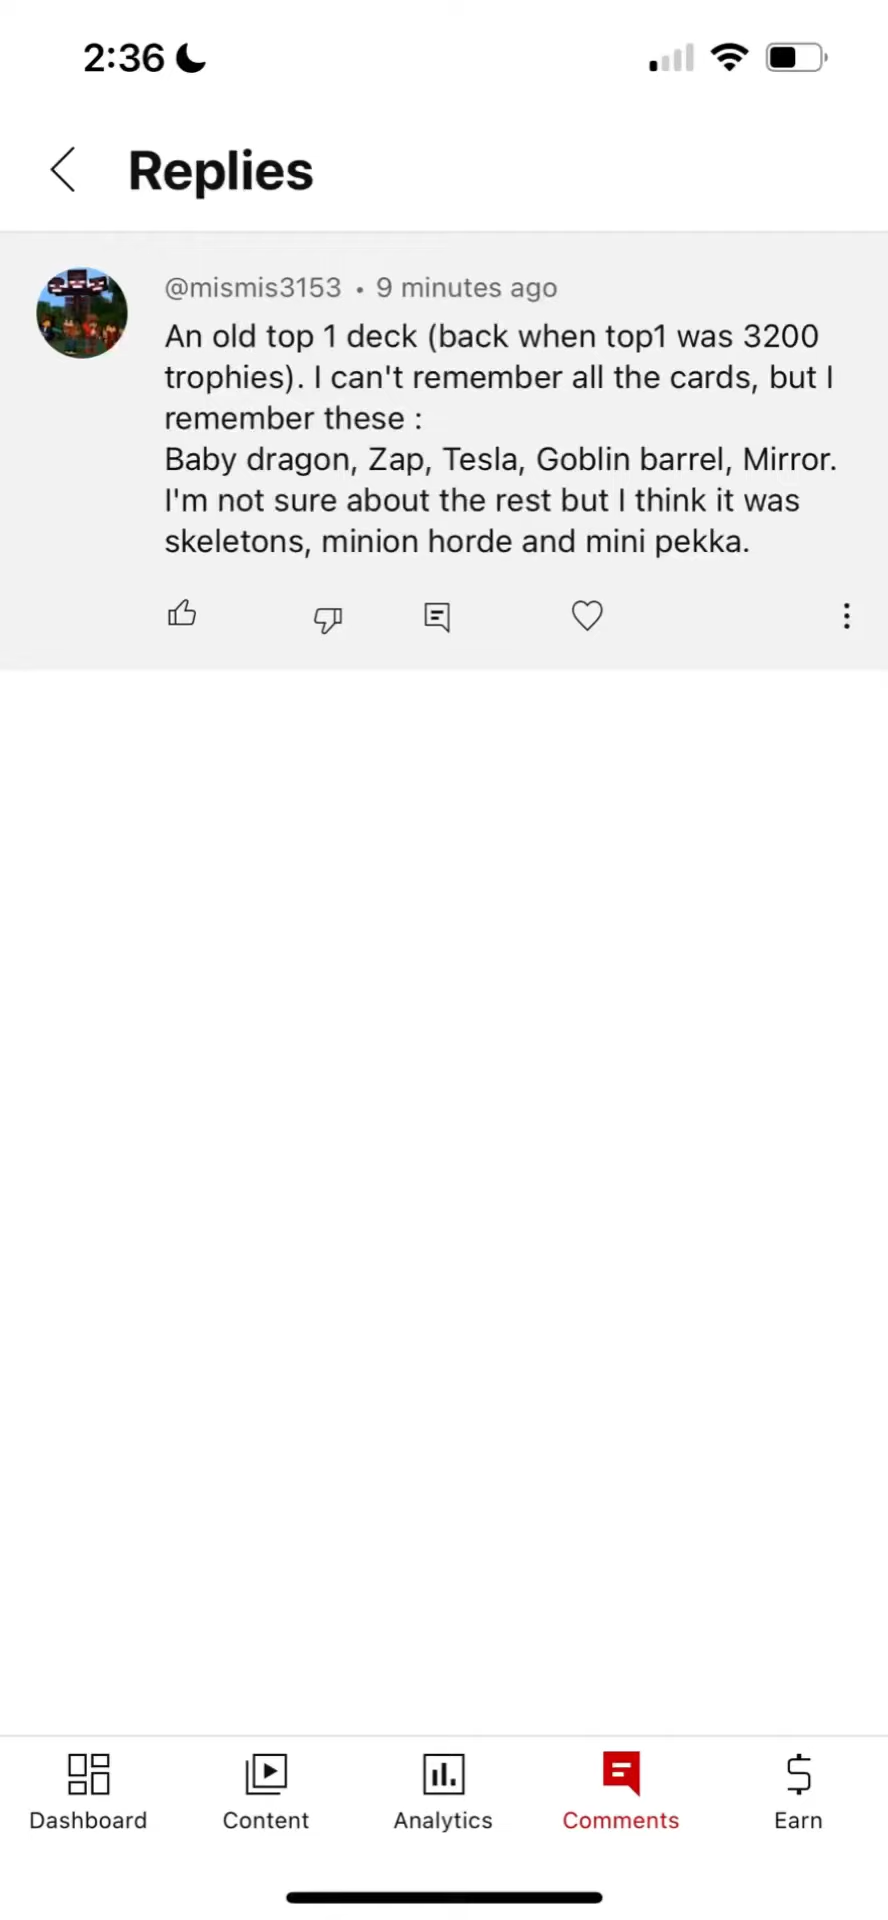 2:36
Replies
@mismis3153 • 9 minutes ago
An old top 1 deck (back when top1 was 3200
trophies). I can't remember all the cards, but I
remember these :
Baby dragon, Zap, Tesla, Goblin barrel, Mirror.
I'm not sure about the rest but I think it was
skeletons, minion horde and mini pekka.
Dashboard
Content
Analytics
Comments
Earn